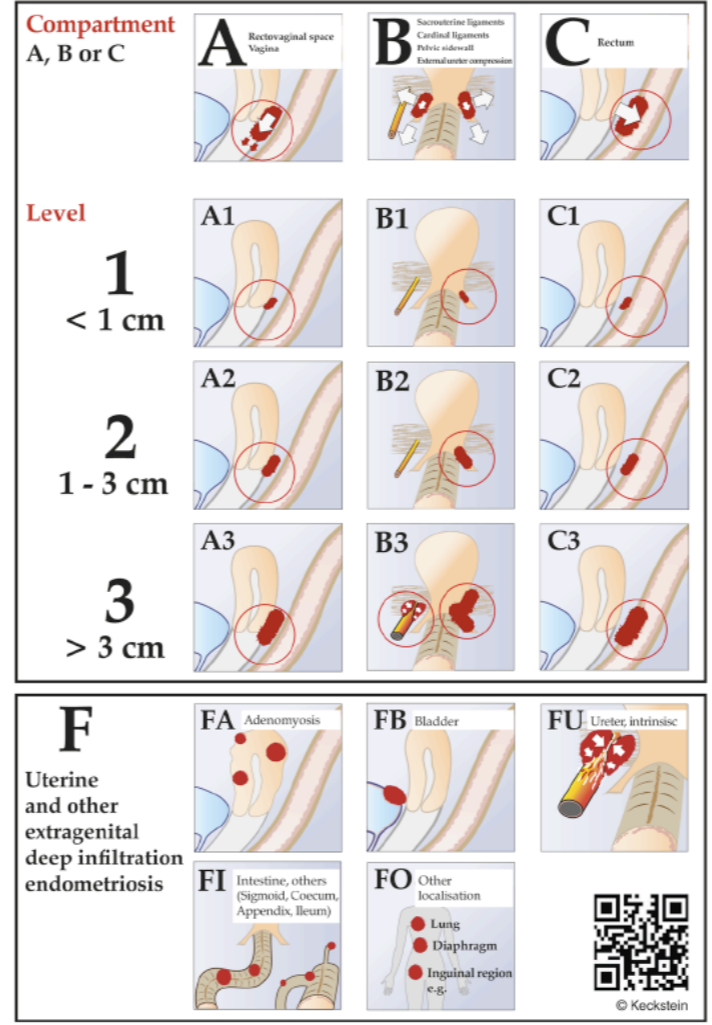 Compartment
A, B or C
A
Rectovaginal space
Vagina
B
Sacrouterine ligaments
Cardinal ligaments
Pelvic sidewall
External ureter compression
C
Rectum
Level
1
< 1 cm
A1
B1
C1
2
1 - 3 cm
A2
B2
C2
3
> 3 cm
A3
B3
C3
F
Uterine
and other
extragenital
deep infiltration
endometriosis
FA
Adenomyosis
FB
Bladder
FU
Ureter, intrinsisc
FI
Intestine, others
(Sigmoid, Coecum,
Appendix, Ileum)
FO
Other
localisation
Lung
Diaphragm
Inguinal region
e.g.
© Keckstein